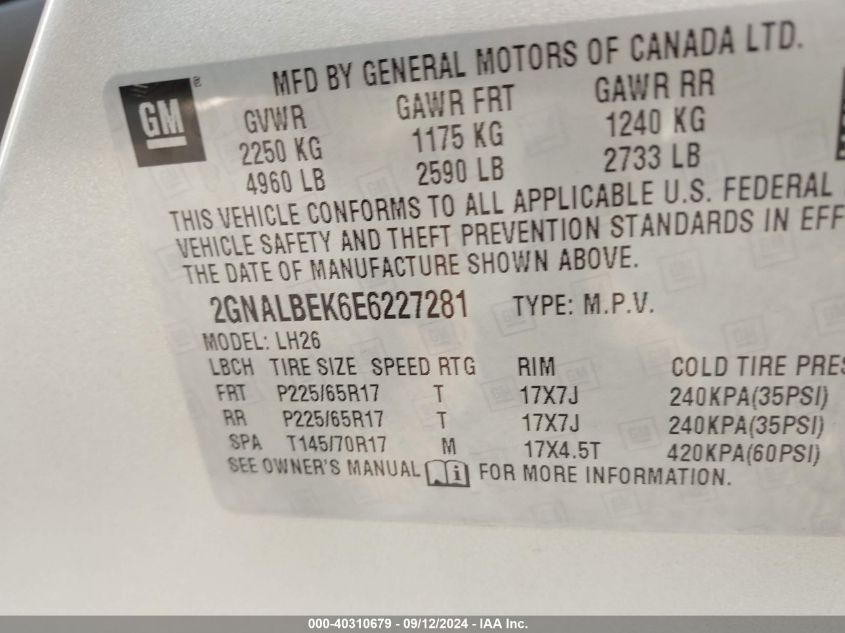 GM ®
MFD BY GENERAL MOTORS OF CANADA LTD.
GVWR GAWR FRT GAWR RR
2250 KG 1175 KG 1240 KG
4960 LB 2590 LB 2733 LB
THIS VEHICLE CONFORMS TO ALL APPLICABLE U.S. FEDERAL
VEHICLE SAFETY AND THEFT PREVENTION STANDARDS IN EFF
THE DATE OF MANUFACTURE SHOWN ABOVE.
2GNALBEK6E6227281 TYPE: M.P.V.
MODEL: LH26
LBCH TIRE SIZE SPEED RTG RIM COLD TIRE PRES
FRT P225/65R17 T 17X7J 240KPA(35PSI)
RR P225/65R17 T 17X7J 240KPA(35PSI)
SPA T145/70R17 M 17X4.5T 420KPA(60PSI)
SEE OWNER'S MANUAL i FOR MORE INFORMATION.
000-40310679 - 09/12/2024 - IAA Inc.